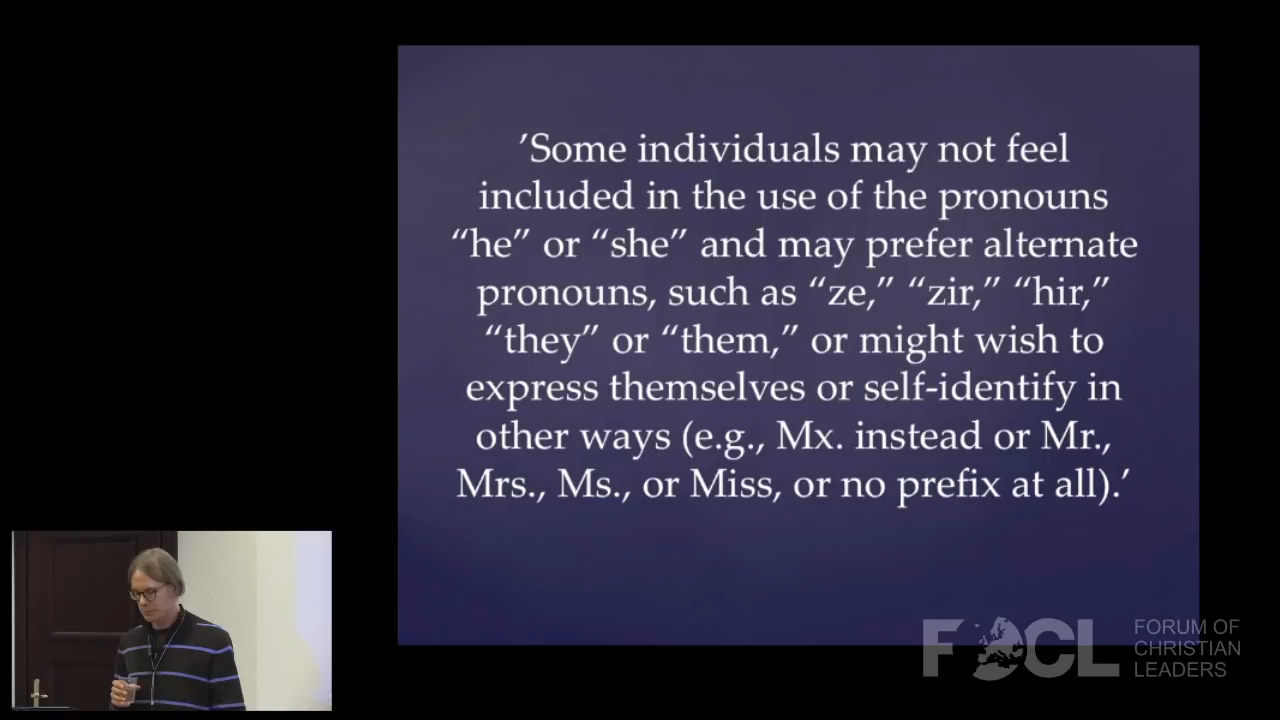 ’Some individuals may not feel
included in the use of the pronouns
“he” or “she” and may prefer alternate
pronouns, such as “ze,” “zir,” “hir,”
“they” or “them,” or might wish to
express themselves or self-identify in
other ways (e.g., Mx. instead or Mr.,
Mrs., Ms., or Miss, or no prefix at all).’
FOCL
FORUM OF
CHRISTIAN
LEADERS